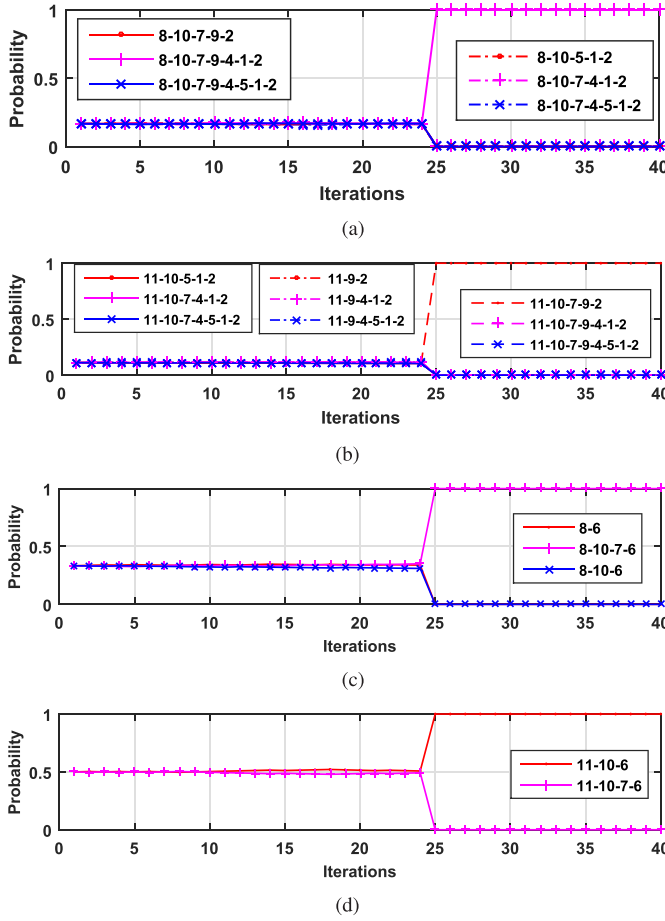 1
0.5
0
Probability
8-10-7-9-2
8-10-7-9-4-1-2
8-10-7-9-4-5-1-2
8-10-5-1-2
8-10-7-4-1-2
8-10-7-4-5-1-2
0 5 10 15 20 25 30 35 40
Iterations
(a)
1
0.5
0
Probability
11-10-5-1-2
11-10-7-4-1-2
11-10-7-4-5-1-2
11-9-2
11-9-4-1-2
11-9-4-5-1-2
11-10-7-9-2
11-10-7-9-4-1-2
11-10-7-9-4-5-1-2
0 5 10 15 20 25 30 35 40
Iterations
(b)
1
0.5
0
Probability
8-6
8-10-7-6
8-10-6
0 5 10 15 20 25 30 35 40
Iterations
(c)
1
0.5
0
Probability
11-10-6
11-10-7-6
0 5 10 15 20 25 30 35 40
Iterations
(d)